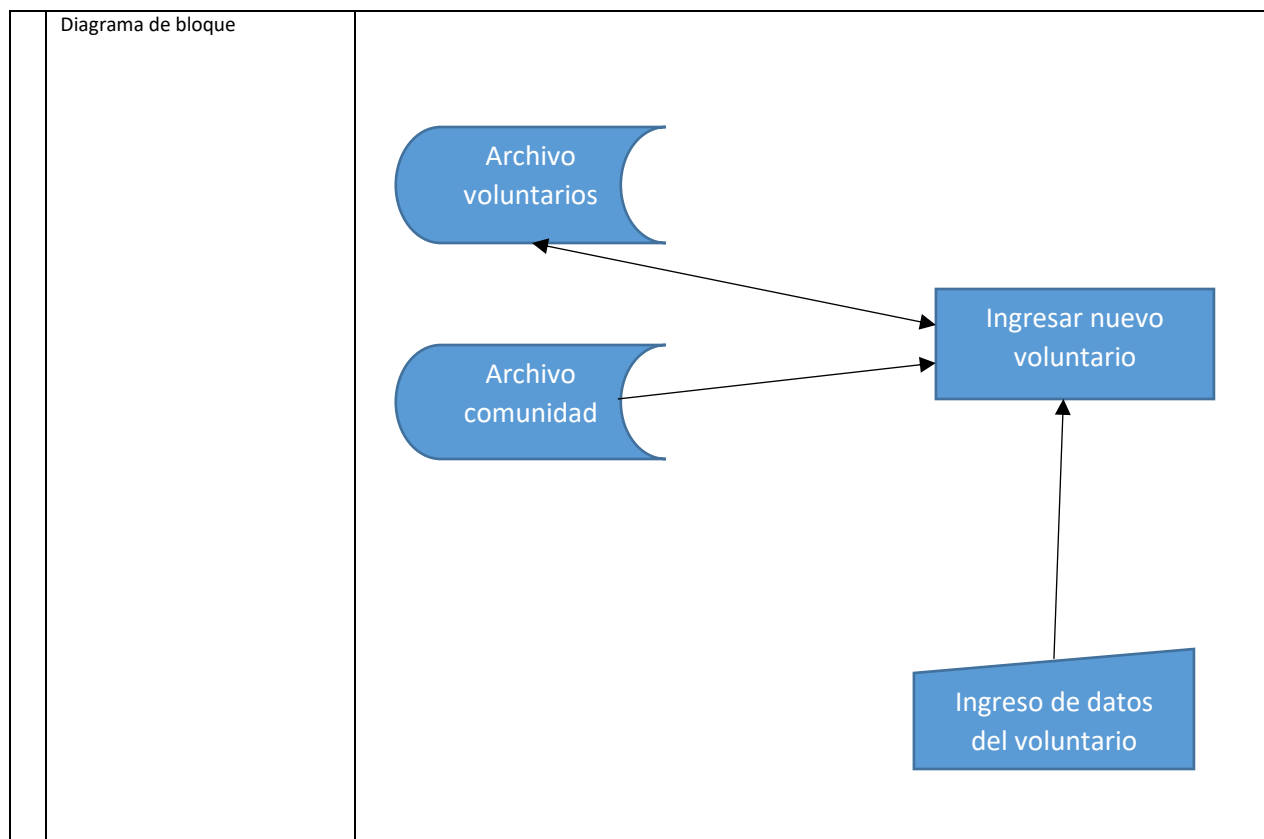 Diagrama de bloque
Archivo
voluntarios
Ingresar nuevo
voluntario
Archivo
comunidad
Ingreso de datos
del voluntario